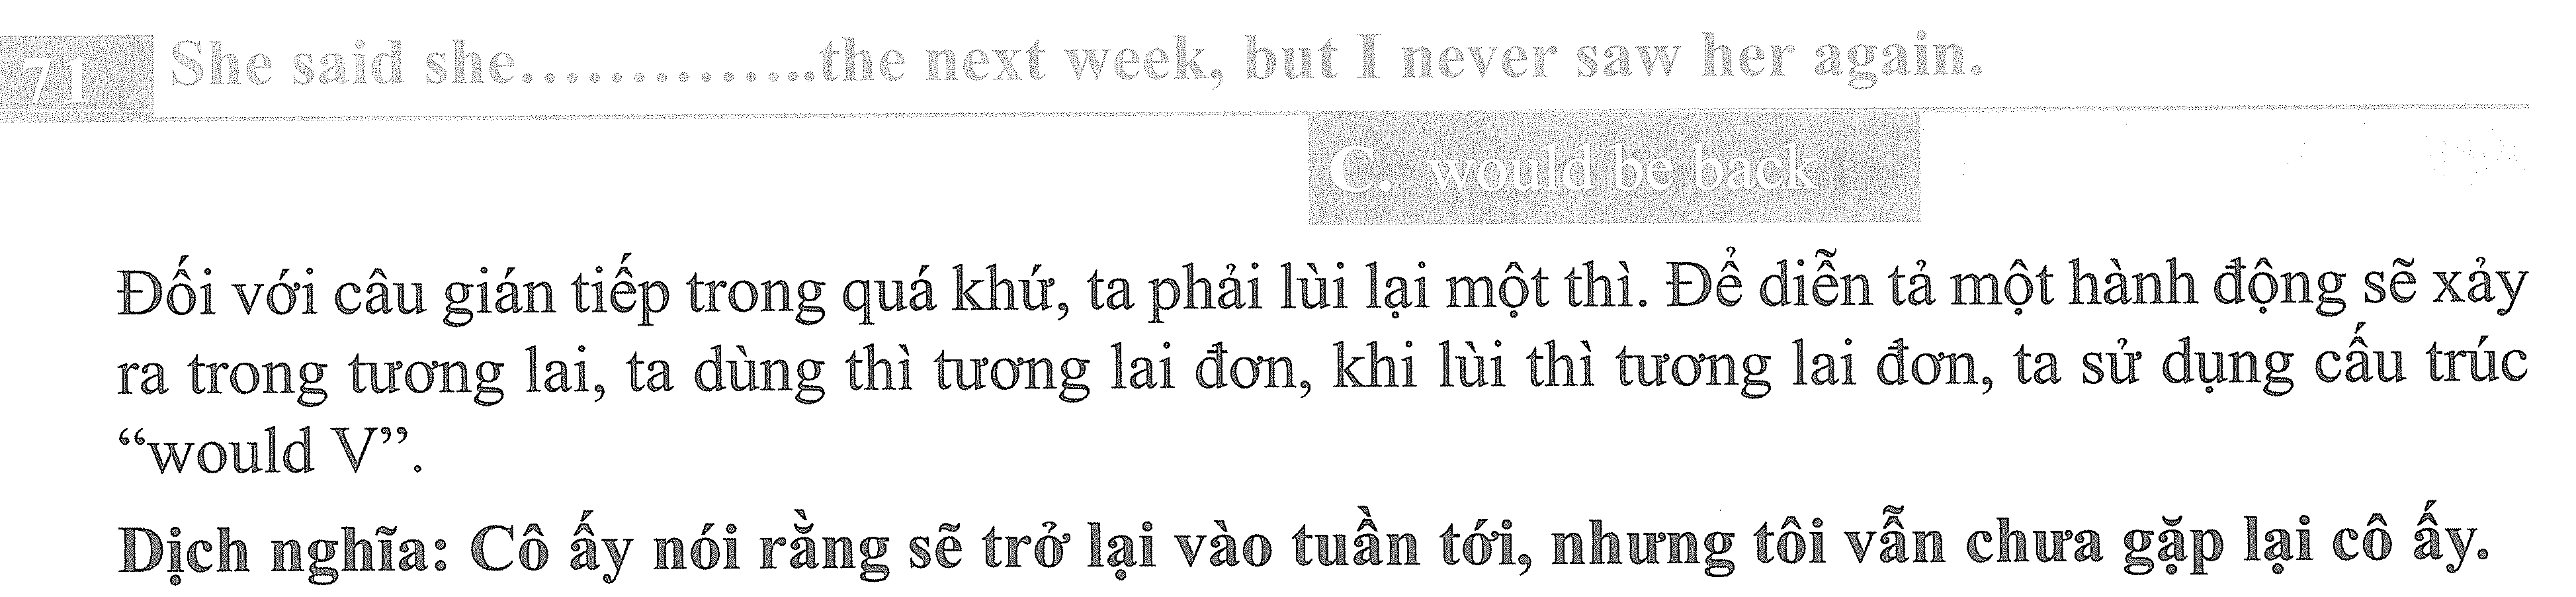 71 She said she...............the next week, but I never saw her again.
C. would be back
Đối với câu gián tiếp trong quá khứ, ta phải lùi lại một thì. Để diễn tả một hành động sẽ xảy
ra trong tương lai, ta dùng thì tương lai đơn, khi lùi thì tương lai đơn, ta sử dụng cấu trúc
“would V”.
Dịch nghĩa: Cô ấy nói rằng sẽ trở lại vào tuần tới, nhưng tôi vẫn chưa gặp lại cô ấy.